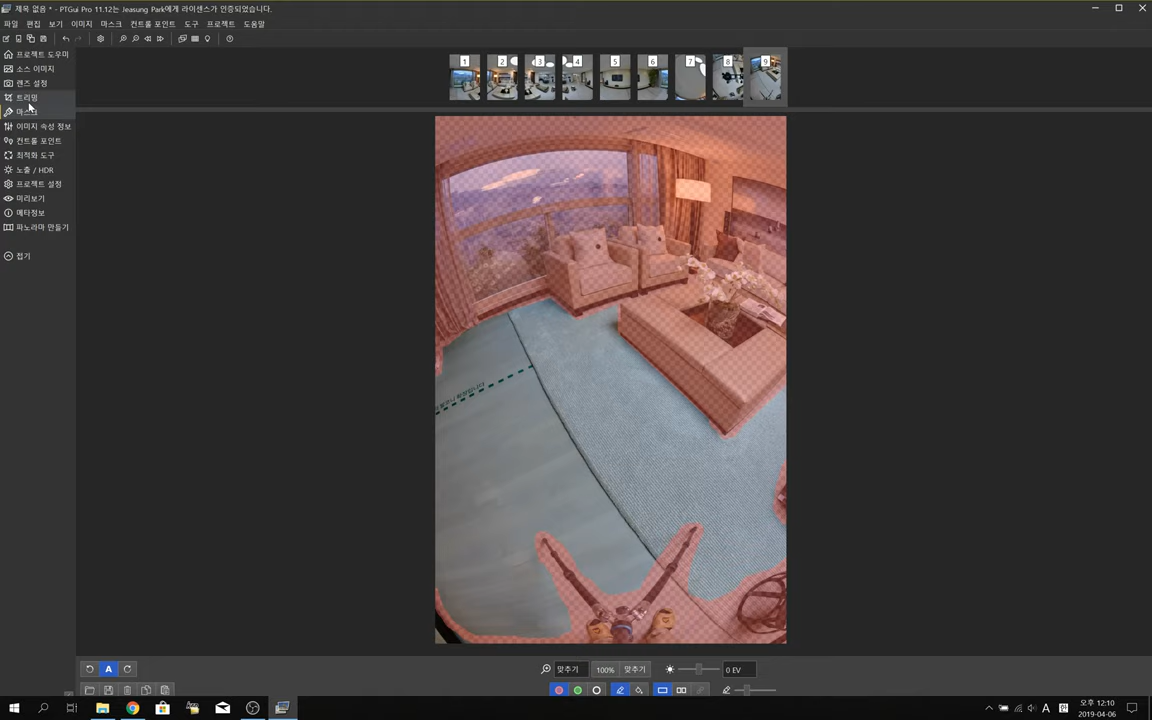 제목 없음 * - PTGui Pro 11.12는 Jeasung Park에게 라이센스가 인증되었습니다.
파일 편집 보기 이미지 마스크 컨트롤 포인트 도구 프로젝트 도움말
프로젝트 도우미
소스 이미지
렌즈 설정
트리밍
이미지 속성 정보
컨트롤 포인트
최적화 도구
노출 / HDR
프로젝트 설정
미리보기
메타정보
파노라마 만들기
접기
1 2 3 4 5 6 7 8 9
A 맞추기 100% 맞추기 0 EV
A 오후 12:10
2019-04-06